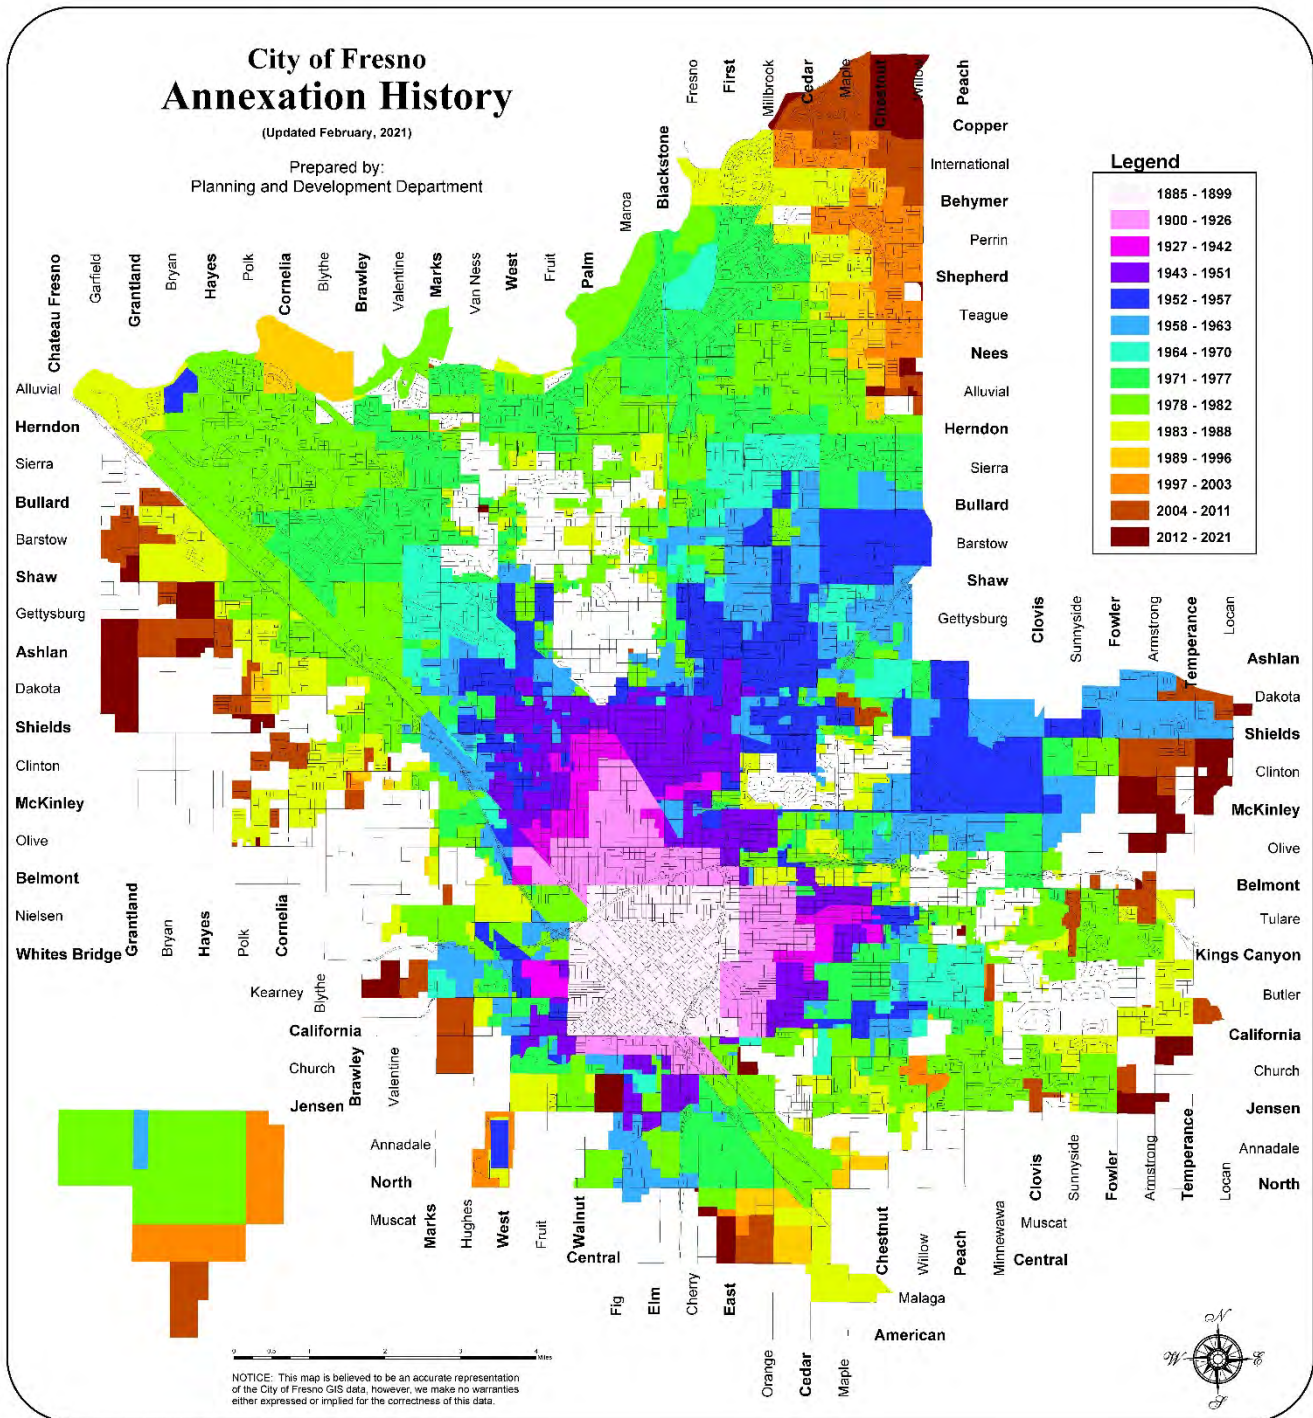 City of Fresno
Annexation History
(Updated February, 2021)
Prepared by:
Planning and Development Department
Fresno
First
Millbrook
Cedar
Maple
Chestnut
Willow
Peach
Blackstone
Maroa
Copper
International
Behymer
Perrin
Shepherd
Teague
Nees
Alluvial
Herndon
Sierra
Bullard
Barstow
Shaw
Gettysburg
Legend
1885 - 1899
1900 - 1926
1927 - 1942
1943 - 1951
1952 - 1957
1958 - 1963
1964 - 1970
1971 - 1977
1978 - 1982
1983 - 1988
1989 - 1996
1997 - 2003
2004 - 2011
2012 - 2021
Chateau Fresno
Garfield
Grantland
Bryan
Hayes
Polk
Cornelia
Blythe
Brawley
Valentine
Marks
Van Ness
West
Fruit
Palm
Alluvial
Herndon
Sierra
Bullard
Barstow
Shaw
Gettysburg
Ashlan
Dakota
Shields
Clinton
McKinley
Olive
Belmont
Nielsen
Whites Bridge
Grantland
Bryan
Hayes
Polk
Cornelia
Kearney
Blythe
California
Church
Brawley
Valentine
Jensen
Annadale
North
Muscat
Marks
Hughes
West
Fruit
Walnut
Central
Fig
Elm
Cherry
East
Orange
Cedar
Maple
Clovis
Sunnyside
Fowler
Armstrong
Temperance
Locan
Ashlan
Dakota
Shields
Clinton
McKinley
Olive
Belmont
Tulare
Kings Canyon
Butler
California
Church
Jensen
Annadale
North
Clovis
Sunnyside
Fowler
Armstrong
Temperance
Locan
Chestnut
Willow
Peach
Minnewawa
Muscat
Central
Malaga
American
0 0.5 1 2 3 4
Miles
NOTICE: This map is believed to be an accurate representation
of the City of Fresno GIS data, however, we make no warranties
either expressed or implied for the correctness of this data.
N